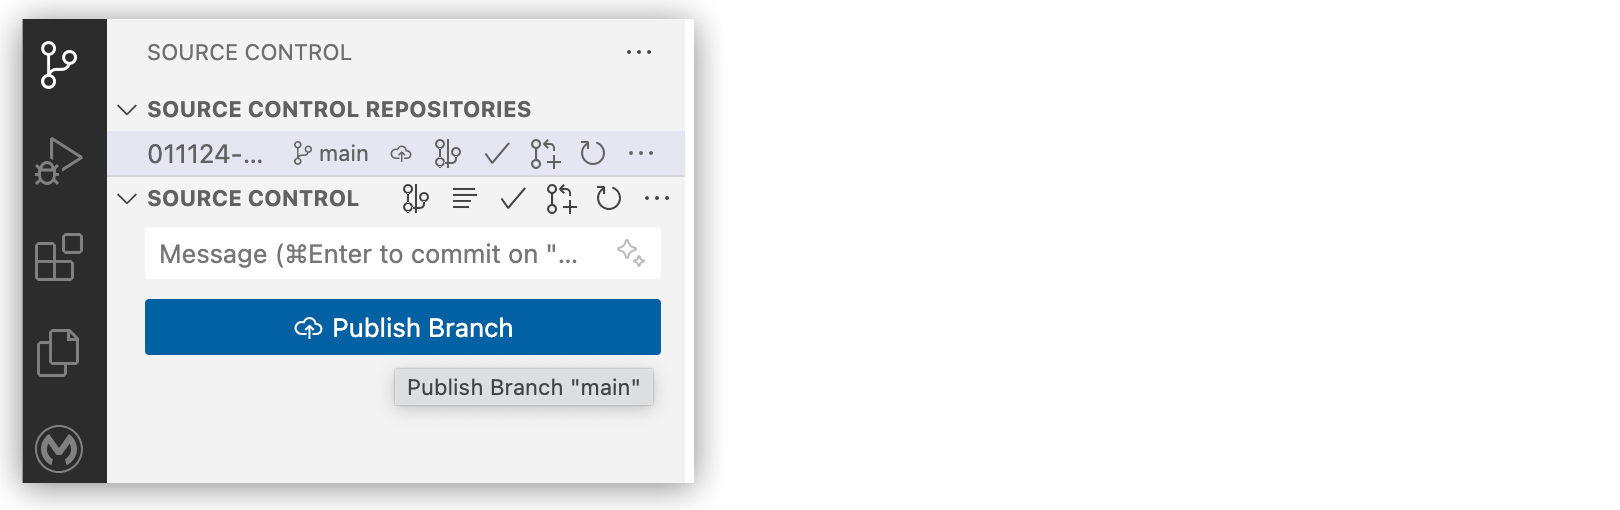 SOURCE CONTROL
SOURCE CONTROL REPOSITORIES
011124-... main
SOURCE CONTROL
Message (⌘Enter to commit on "...
Publish Branch
Publish Branch "main"